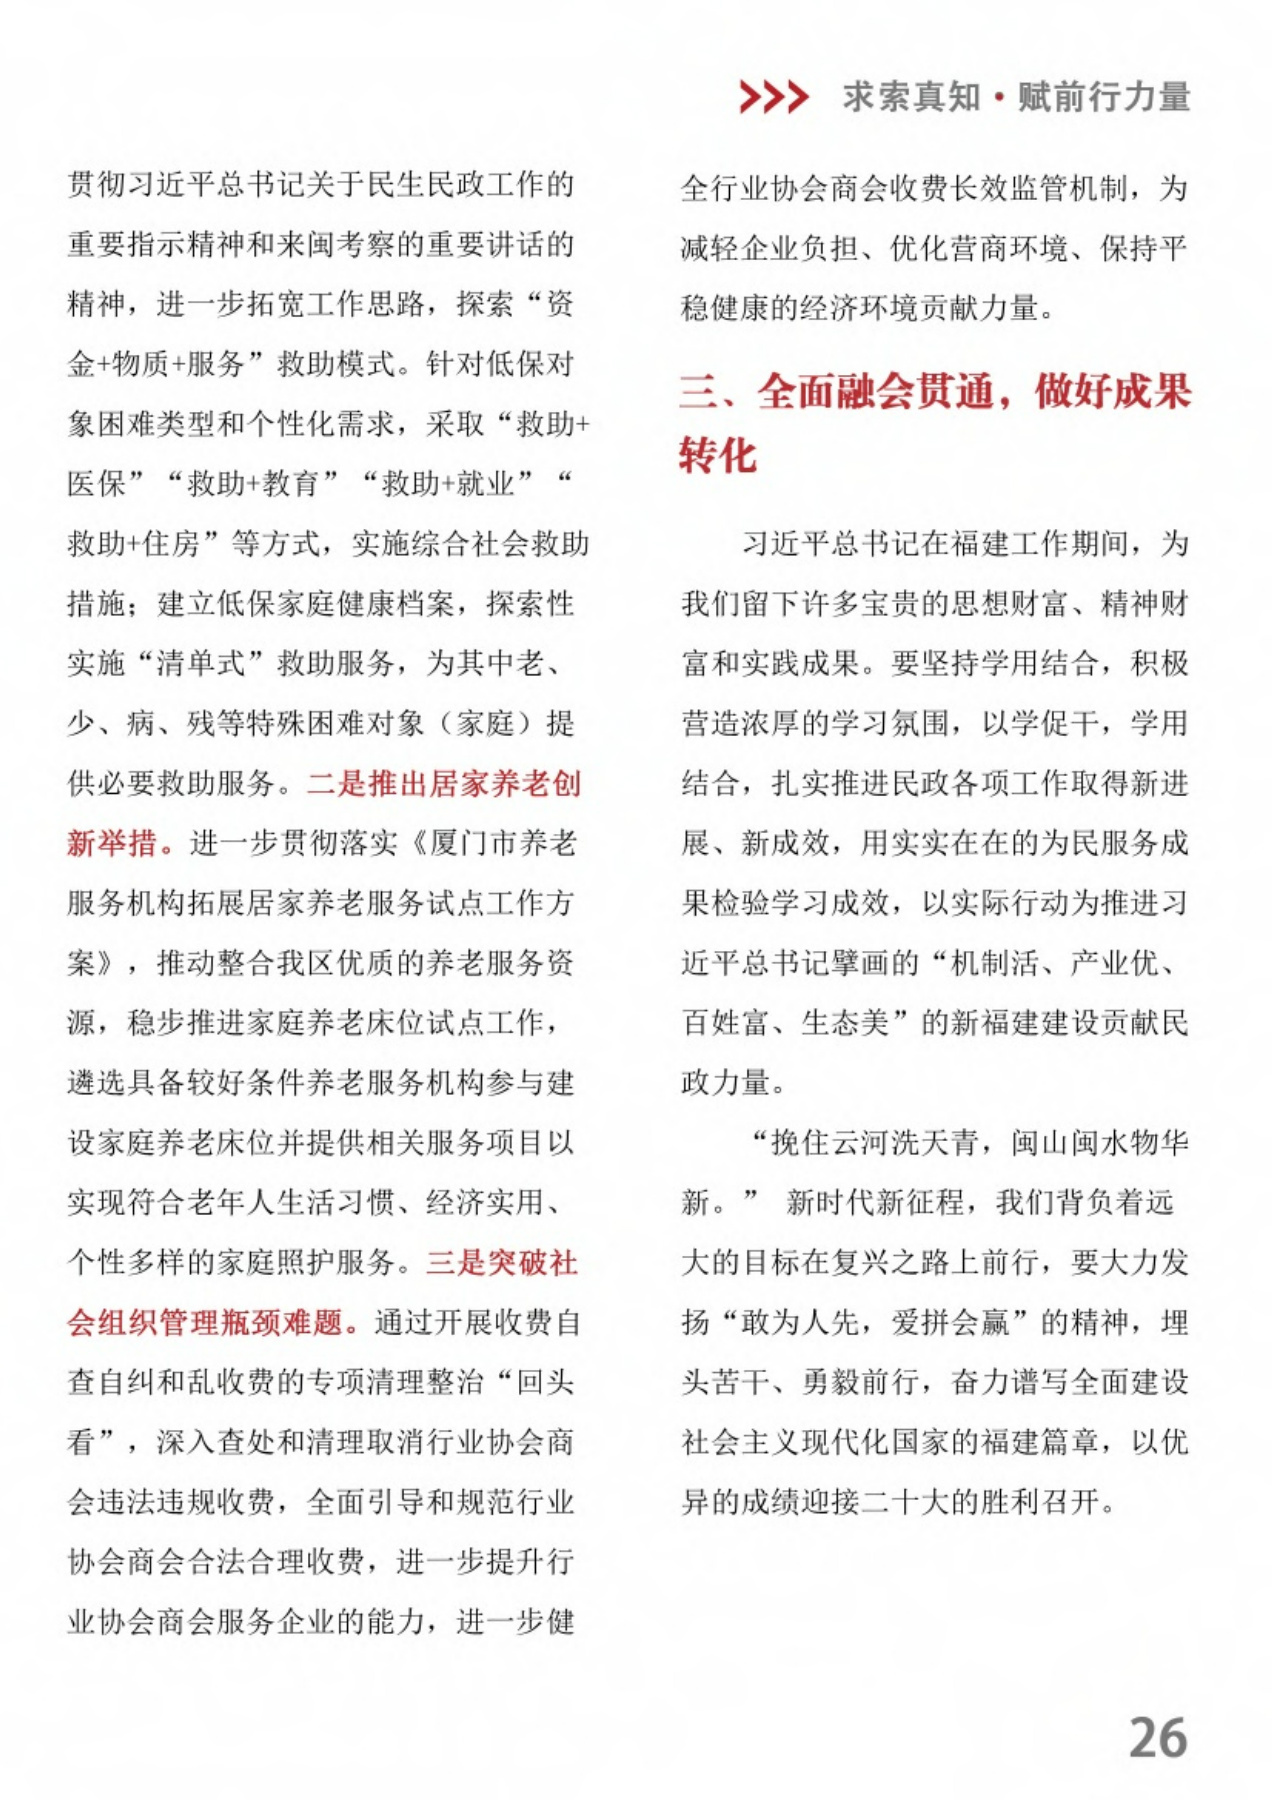 >>> 求索真知·赋前行力量
贯彻习近平总书记关于民生民政工作的
重要指示精神和来闽考察的重要讲话的
精神，进一步拓宽工作思路，探索“资
金+物质+服务”救助模式。针对低保对
象困难类型和个性化需求，采取“救助+
医保”“救助+教育”“救助+就业”“
救助+住房”等方式，实施综合社会救助
措施；建立低保家庭健康档案，探索性
实施“清单式”救助服务，为其中老、
少、病、残等特殊困难对象（家庭）提
供必要救助服务。二是推出居家养老创
新举措。进一步贯彻落实《厦门市养老
服务机构拓展居家养老服务试点工作方
案》，推动整合我区优质的养老服务资
源，稳步推进家庭养老床位试点工作，
遴选具备较好条件养老服务机构参与建
设家庭养老床位并提供相关服务项目以
实现符合老年人生活习惯、经济实用、
个性多样的家庭照护服务。三是突破社
会组织管理瓶颈难题。通过开展收费自
查自纠和乱收费的专项清理整治“回头
看”，深入查处和清理取消行业协会商
会违法违规收费，全面引导和规范行业
协会商会合法合理收费，进一步提升行
业协会商会服务企业的能力，进一步健
全行业协会商会收费长效监管机制，为
减轻企业负担、优化营商环境、保持平
稳健康的经济环境贡献力量。
三、全面融会贯通，做好成果
转化
习近平总书记在福建工作期间，为
我们留下许多宝贵的思想财富、精神财
富和实践成果。要坚持学用结合，积极
营造浓厚的学习氛围，以学促干，学用
结合，扎实推进民政各项工作取得新进
展、新成效，用实实在在的为民服务成
果检验学习成效，以实际行动为推进习
近平总书记擘画的“机制活、产业优、
百姓富、生态美”的新福建建设贡献民
政力量。
“挽住云河洗天青，闽山闽水物华
新。” 新时代新征程，我们背负着远
大的目标在复兴之路上前行，要大力发
扬“敢为人先，爱拼会赢”的精神，埋
头苦干、勇毅前行，奋力谱写全面建设
社会主义现代化国家的福建篇章，以优
异的成绩迎接二十大的胜利召开。
26